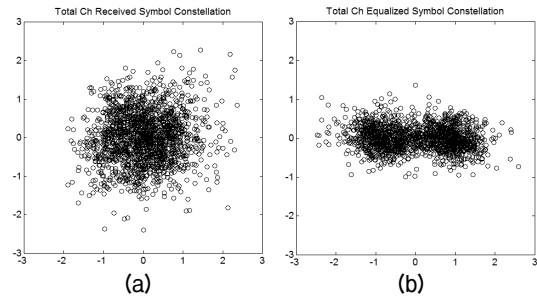 Total Ch Received Symbol Constellation
3
2
1
0
-1
-2
-3
-3 -2 -1 0 1 2 3
(a)
Total Ch Equalized Symbol Constellation
3
2
1
0
-1
-2
-3
-3 -2 -1 0 1 2 3
(b)